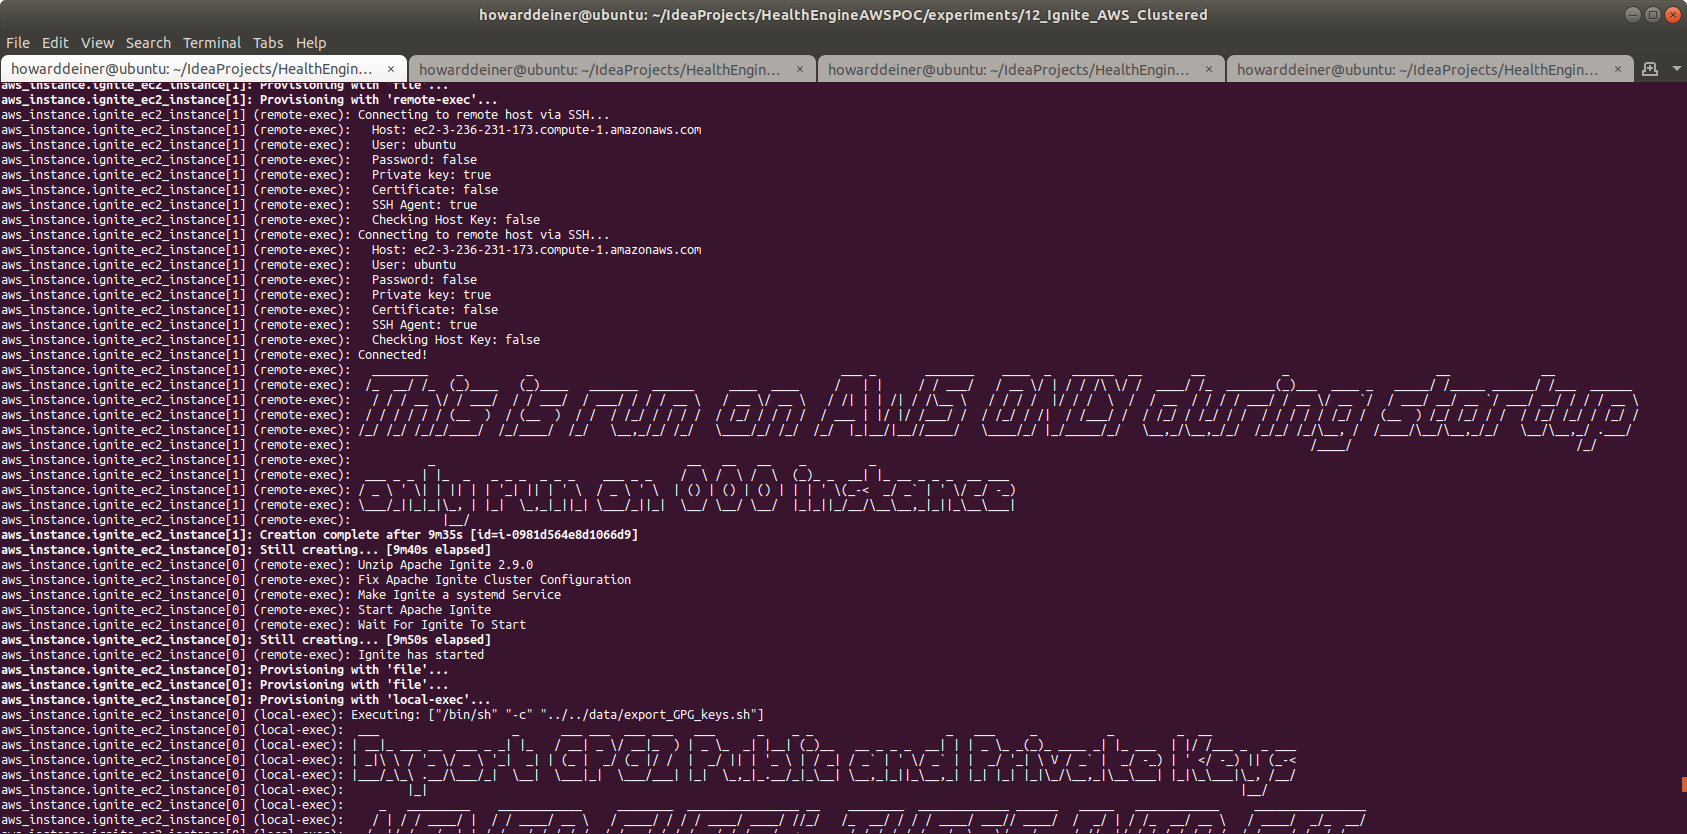 howarddeiner@ubuntu: ~/IdeaProjects/HealthEngineAWSPOC/experiments/12_Ignite_AWS_Clustered
File Edit View Search Terminal Tabs Help
howarddeiner@ubuntu: ~/IdeaProjects/HealthEngin… × howarddeiner@ubuntu: ~/IdeaProjects/HealthEngin… × howarddeiner@ubuntu: ~/IdeaProjects/HealthEngin… × howarddeiner@ubuntu: ~/IdeaProjects/HealthEngin… ×
aws_instance.ignite_ec2_instance[1]: Provisioning with 'file'...
aws_instance.ignite_ec2_instance[1]: Provisioning with 'remote-exec'...
aws_instance.ignite_ec2_instance[1] (remote-exec): Connecting to remote host via SSH...
aws_instance.ignite_ec2_instance[1] (remote-exec):   Host: ec2-3-236-231-173.compute-1.amazonaws.com
aws_instance.ignite_ec2_instance[1] (remote-exec):   User: ubuntu
aws_instance.ignite_ec2_instance[1] (remote-exec):   Password: false
aws_instance.ignite_ec2_instance[1] (remote-exec):   Private key: true
aws_instance.ignite_ec2_instance[1] (remote-exec):   Certificate: false
aws_instance.ignite_ec2_instance[1] (remote-exec):   SSH Agent: true
aws_instance.ignite_ec2_instance[1] (remote-exec):   Checking Host Key: false
aws_instance.ignite_ec2_instance[1] (remote-exec): Connecting to remote host via SSH...
aws_instance.ignite_ec2_instance[1] (remote-exec):   Host: ec2-3-236-231-173.compute-1.amazonaws.com
aws_instance.ignite_ec2_instance[1] (remote-exec):   User: ubuntu
aws_instance.ignite_ec2_instance[1] (remote-exec):   Password: false
aws_instance.ignite_ec2_instance[1] (remote-exec):   Private key: true
aws_instance.ignite_ec2_instance[1] (remote-exec):   Certificate: false
aws_instance.ignite_ec2_instance[1] (remote-exec):   SSH Agent: true
aws_instance.ignite_ec2_instance[1] (remote-exec):   Checking Host Key: false
aws_instance.ignite_ec2_instance[1] (remote-exec): Connected!
aws_instance.ignite_ec2_instance[1] (remote-exec):
aws_instance.ignite_ec2_instance[1] (remote-exec):
aws_instance.ignite_ec2_instance[1] (remote-exec): This is run on AWS ONLY during startup
aws_instance.ignite_ec2_instance[1] (remote-exec):
aws_instance.ignite_ec2_instance[1] (remote-exec):
aws_instance.ignite_ec2_instance[1] (remote-exec):
aws_instance.ignite_ec2_instance[1] (remote-exec):
aws_instance.ignite_ec2_instance[1] (remote-exec):
aws_instance.ignite_ec2_instance[1] (remote-exec): only run on 000 instance
aws_instance.ignite_ec2_instance[1] (remote-exec):
aws_instance.ignite_ec2_instance[1] (remote-exec):
aws_instance.ignite_ec2_instance[1]: Creation complete after 9m35s [id=i-0981d564e8d1066d9]
aws_instance.ignite_ec2_instance[0]: Still creating... [9m40s elapsed]
aws_instance.ignite_ec2_instance[0] (remote-exec): Unzip Apache Ignite 2.9.0
aws_instance.ignite_ec2_instance[0] (remote-exec): Fix Apache Ignite Cluster Configuration
aws_instance.ignite_ec2_instance[0] (remote-exec): Make Ignite a systemd Service
aws_instance.ignite_ec2_instance[0] (remote-exec): Start Apache Ignite
aws_instance.ignite_ec2_instance[0] (remote-exec): Wait For Ignite To Start
aws_instance.ignite_ec2_instance[0]: Still creating... [9m50s elapsed]
aws_instance.ignite_ec2_instance[0] (remote-exec): Ignite has started
aws_instance.ignite_ec2_instance[0]: Provisioning with 'file'...
aws_instance.ignite_ec2_instance[0]: Provisioning with 'file'...
aws_instance.ignite_ec2_instance[0]: Provisioning with 'local-exec'...
aws_instance.ignite_ec2_instance[0] (local-exec): Executing: ["/bin/sh" "-c" "../../data/export_GPG_keys.sh"]
aws_instance.ignite_ec2_instance[0] (local-exec):
aws_instance.ignite_ec2_instance[0] (local-exec):
aws_instance.ignite_ec2_instance[0] (local-exec): Export Public and Private Keys
aws_instance.ignite_ec2_instance[0] (local-exec):
aws_instance.ignite_ec2_instance[0] (local-exec):
aws_instance.ignite_ec2_instance[0] (local-exec):
aws_instance.ignite_ec2_instance[0] (local-exec):